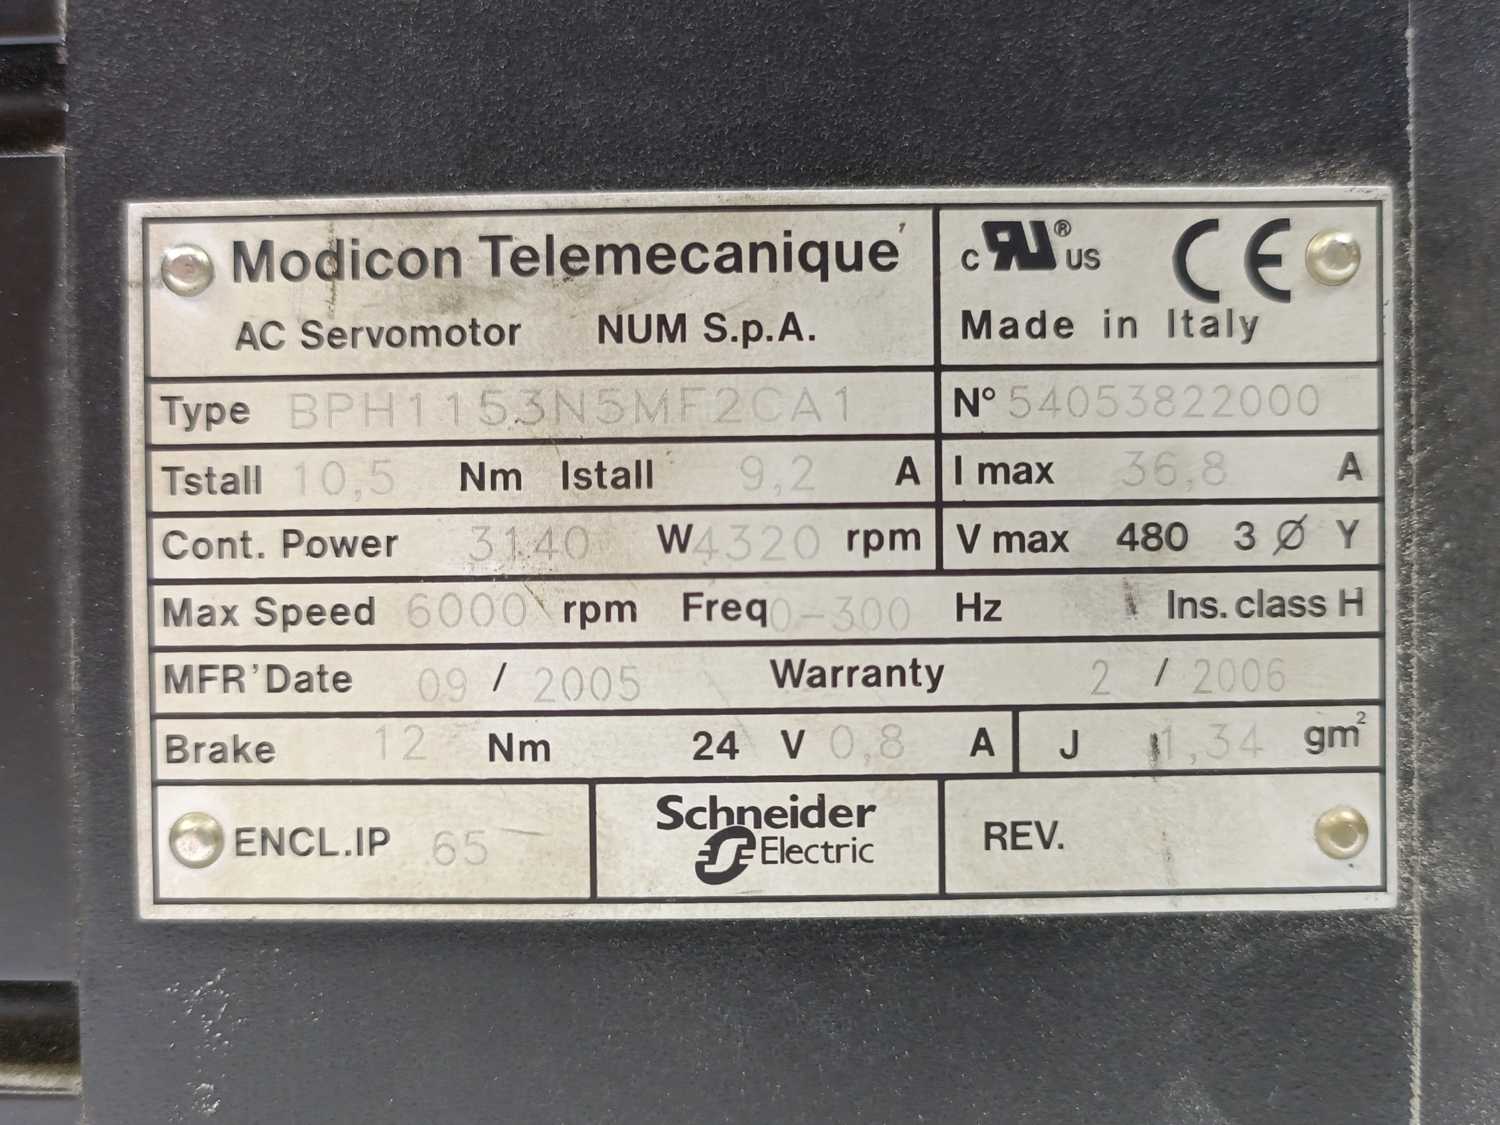 Modicon Telemecanique
c RU® US CE
AC Servomotor NUM S.p.A.
Made in Italy
Type BPH1153N5MF2CA1 N° 54053822000
Tstall 10,5 Nm Istall 9,2 A I max 36,8 A
Cont. Power 3140 W 4320 rpm V max 480 3 Ø Y
Max Speed 6000 rpm Freq 0-300 Hz Ins. class H
MFR'Date 09 / 2005 Warranty 2 / 2006
Brake 12 Nm 24 V 0,8 A J 1,34 gm²
ENCL.IP 65 Schneider Electric REV.